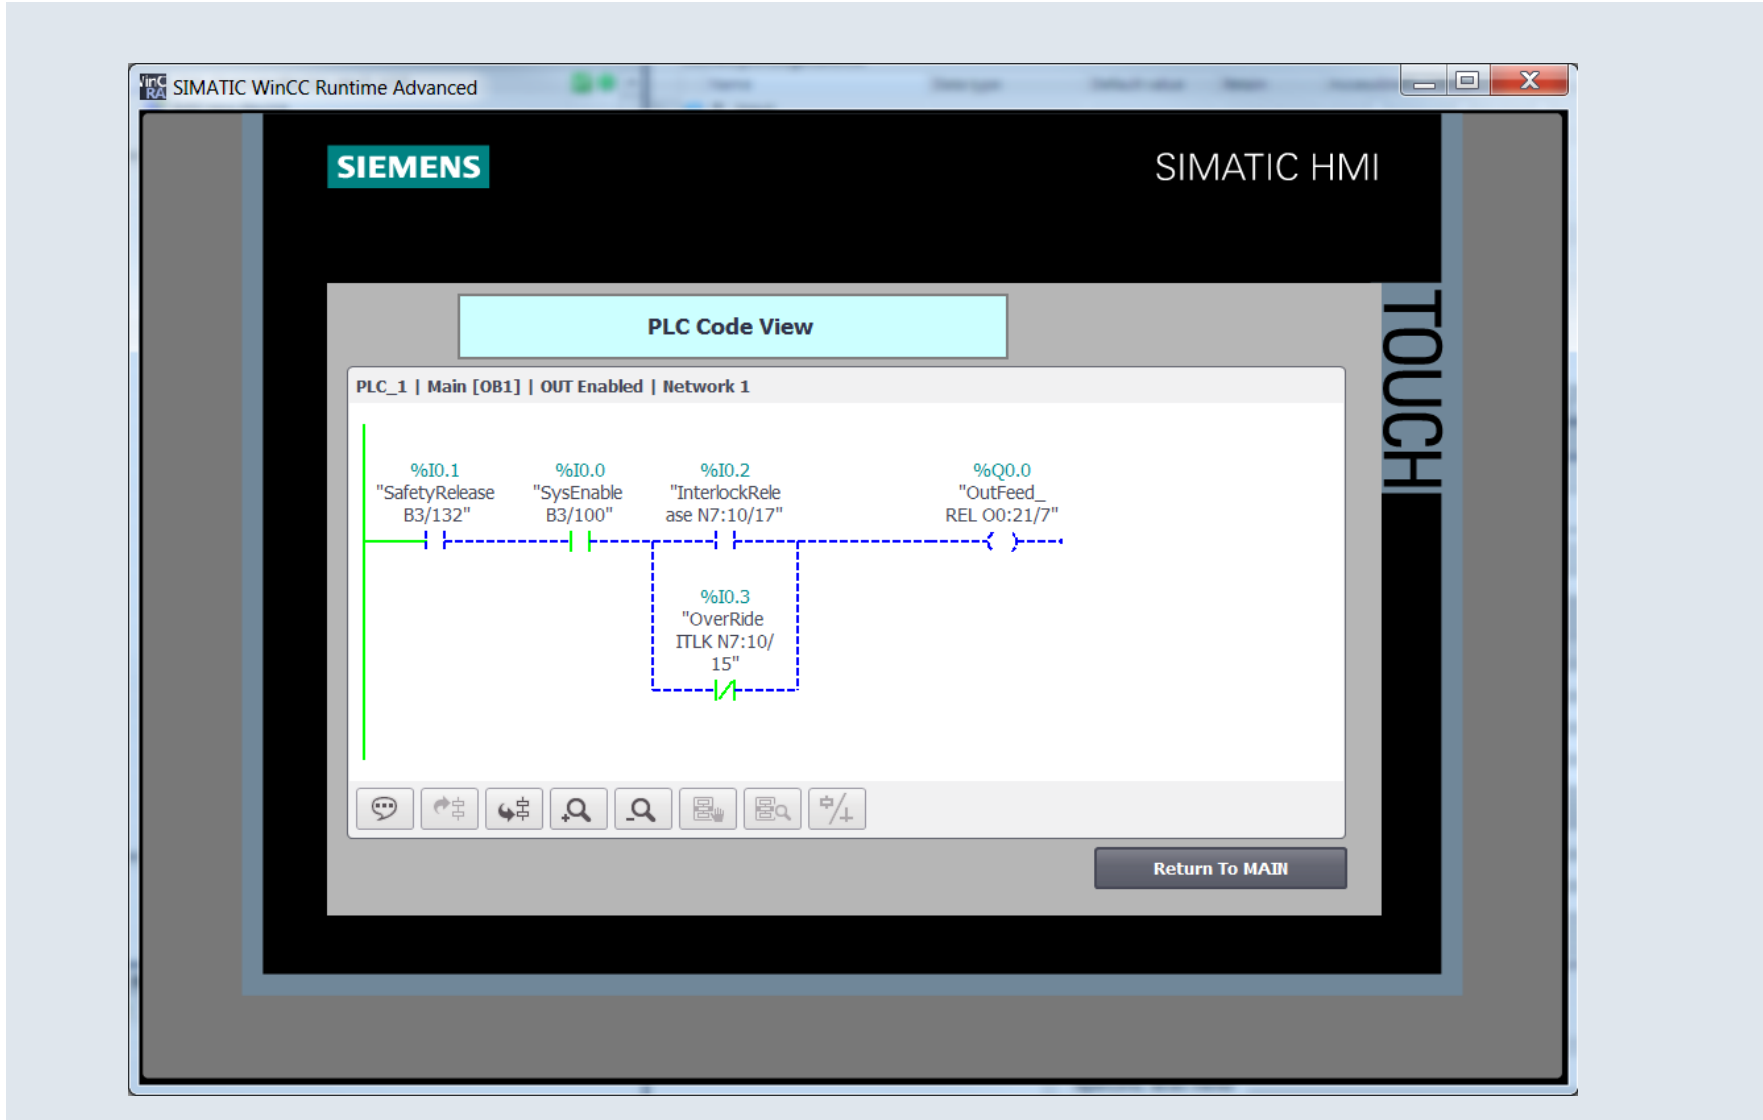 WinC
RA
SIMATIC WinCC Runtime Advanced
X
SIEMENS
SIMATIC HMI
TOUCH
PLC Code View
PLC_1 | Main [OB1] | OUT Enabled | Network 1
%I0.1
"SafetyRelease
B3/132"
%I0.0
"SysEnable
B3/100"
%I0.2
"InterlockRele
ase N7:10/17"
%Q0.0
"OutFeed_
REL O0:21/7"
%I0.3
"OverRide
ITLK N7:10/
15"
Return To MAIN